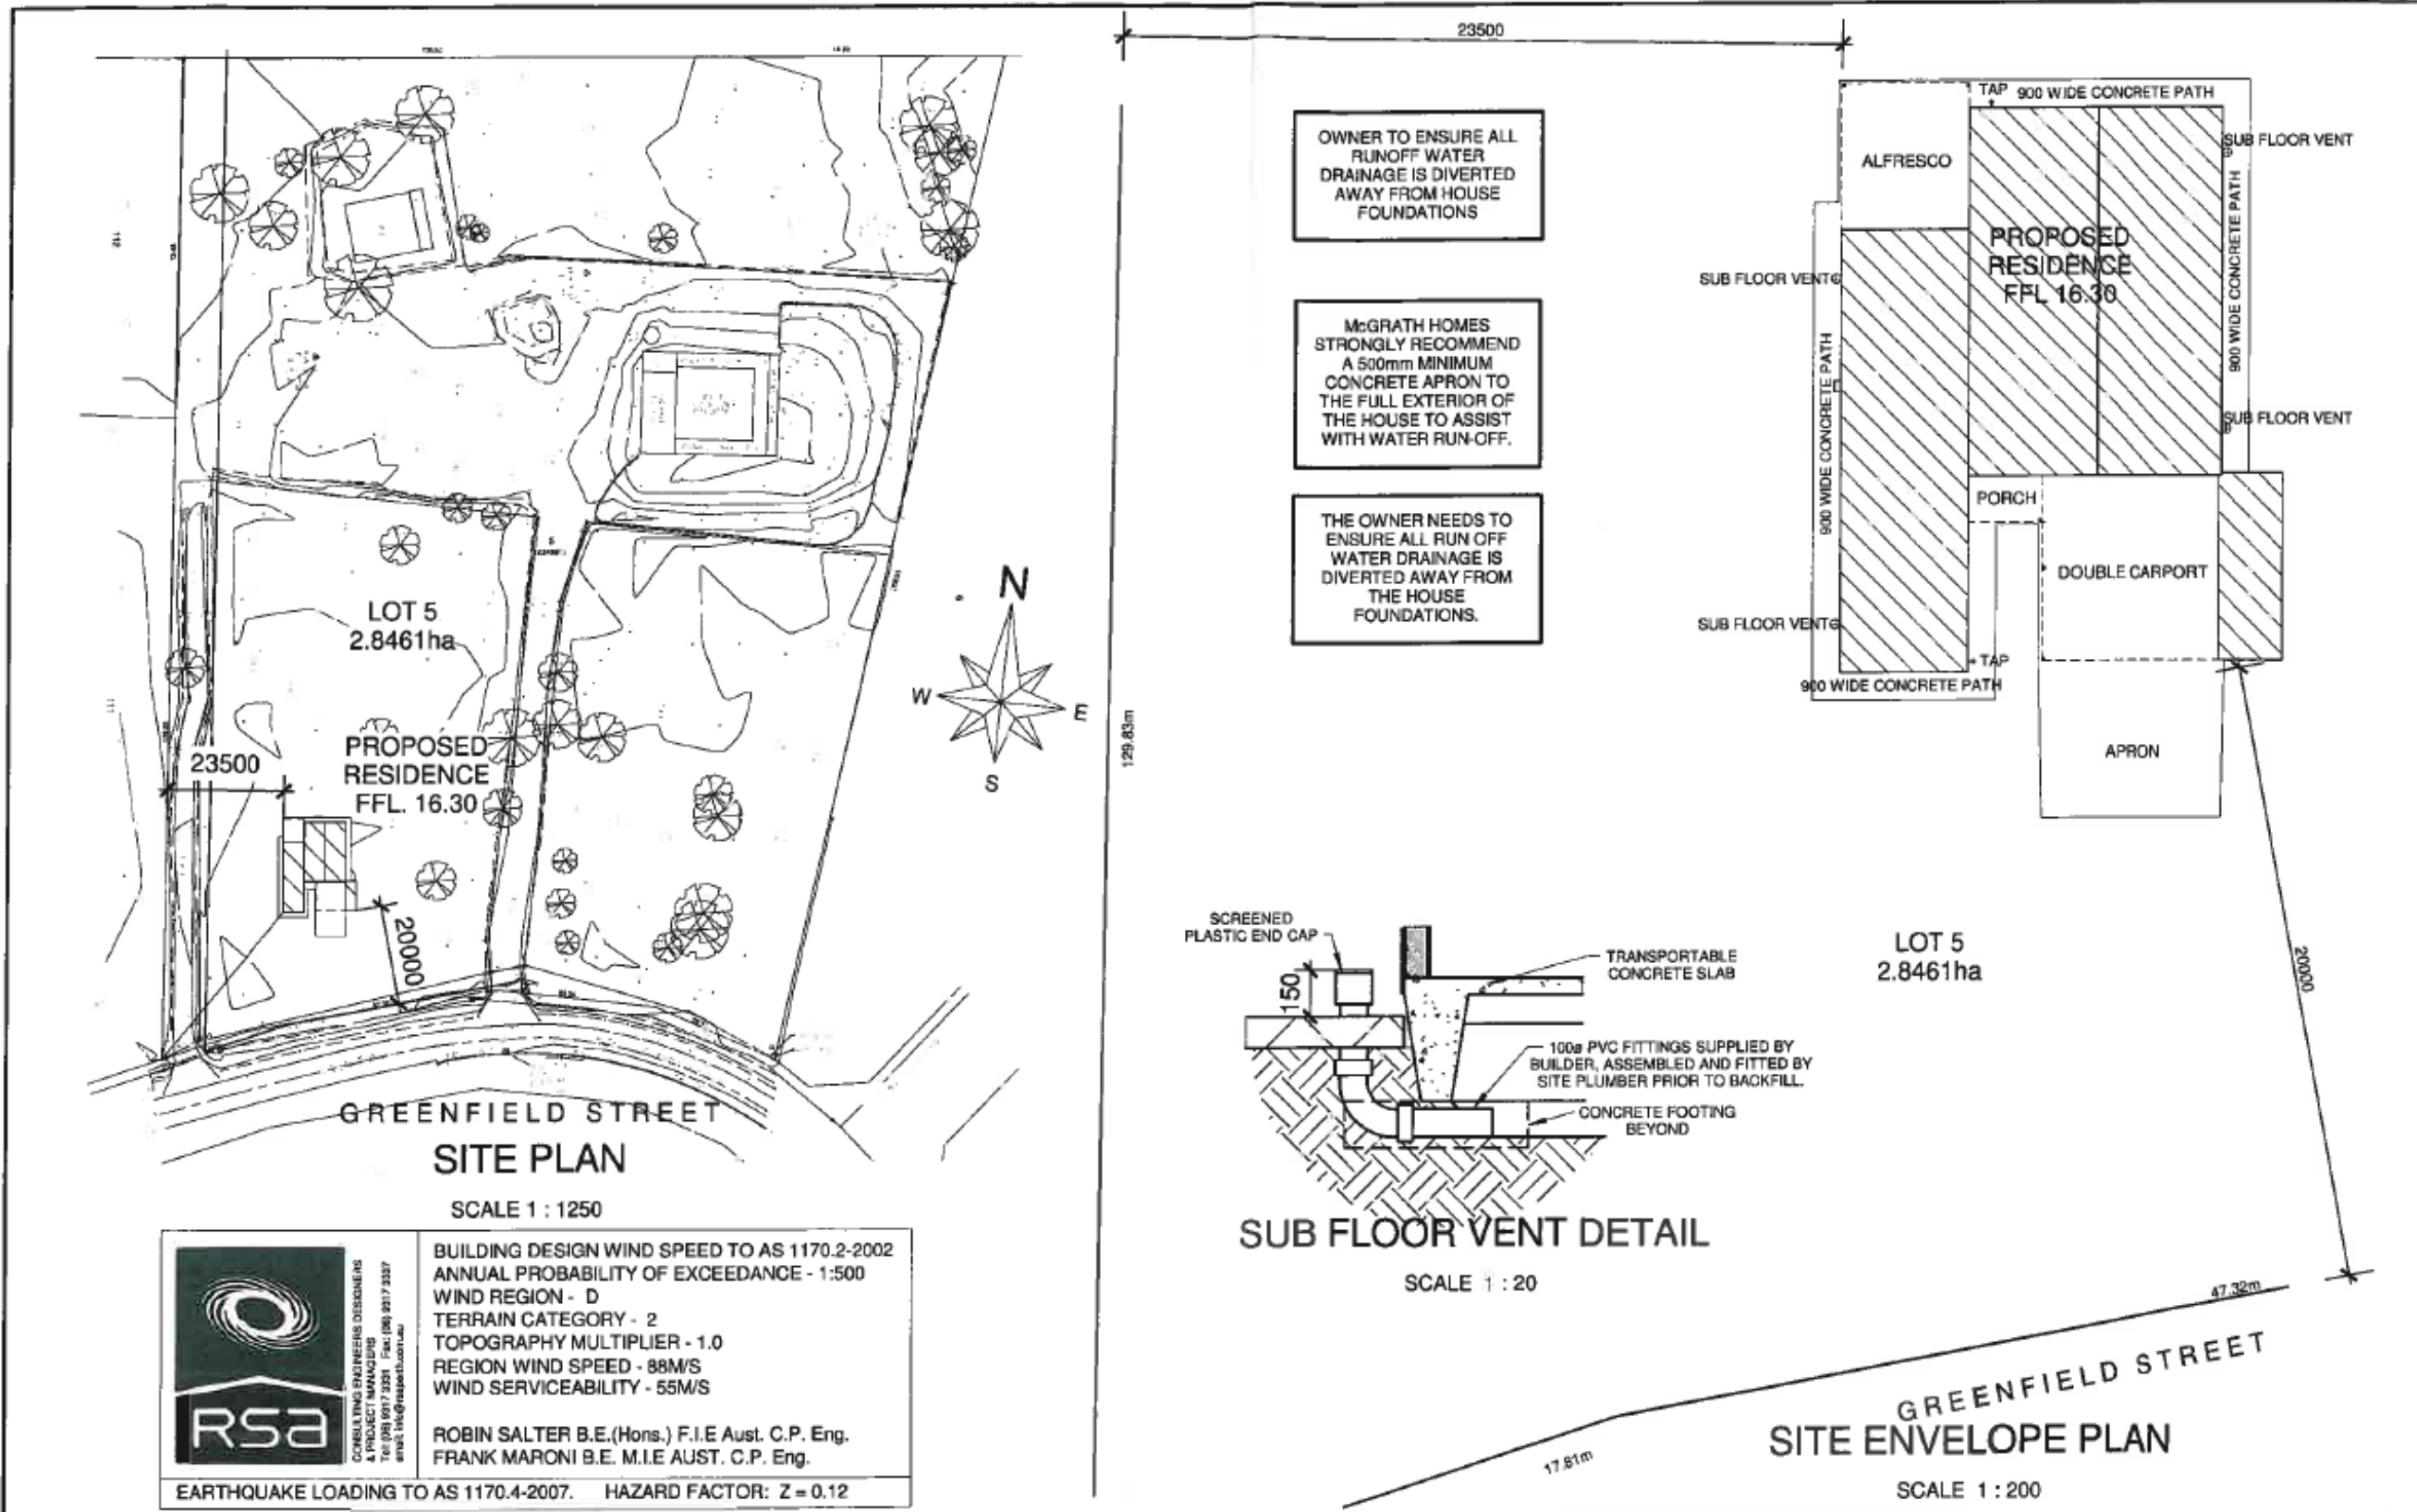 23500
OWNER TO ENSURE ALL
RUNOFF WATER
DRAINAGE IS DIVERTED
AWAY FROM HOUSE
FOUNDATIONS
McGRATH HOMES
STRONGLY RECOMMEND
A 500mm MINIMUM
CONCRETE APRON TO
THE FULL EXTERIOR OF
THE HOUSE TO ASSIST
WITH WATER RUN-OFF.
THE OWNER NEEDS TO
ENSURE ALL RUN OFF
WATER DRAINAGE IS
DIVERTED AWAY FROM
THE HOUSE
FOUNDATIONS.
TAP
900 WIDE CONCRETE PATH
ALFRESCO
SUB FLOOR VENT
PROPOSED
RESIDENCE
FFL 16.30
900 WIDE CONCRETE PATH
SUB FLOOR VENT
900 WIDE CONCRETE PATH
SUB FLOOR VENT
PORCH
DOUBLE CARPORT
SUB FLOOR VENT
TAP
900 WIDE CONCRETE PATH
APRON
129.83m
20000
LOT 5
2.8461ha
47.32m
17.81m
GREENFIELD STREET
SITE ENVELOPE PLAN
SCALE 1 : 200
112
111
LOT 5
2.8461ha
23500
PROPOSED
RESIDENCE
FFL. 16.30
20000
N
W
E
S
GREENFIELD STREET
SITE PLAN
SCALE 1 : 1250
SCREENED
PLASTIC END CAP
150
TRANSPORTABLE
CONCRETE SLAB
100ø PVC FITTINGS SUPPLIED BY
BUILDER, ASSEMBLED AND FITTED BY
SITE PLUMBER PRIOR TO BACKFILL.
CONCRETE FOOTING
BEYOND
SUB FLOOR VENT DETAIL
SCALE 1 : 20
RSA
CONSULTING ENGINEERS DESIGNERS
& PROJECT MANAGERS
BUILDING DESIGN WIND SPEED TO AS 1170.2-2002
ANNUAL PROBABILITY OF EXCEEDANCE - 1:500
WIND REGION - D
TERRAIN CATEGORY - 2
TOPOGRAPHY MULTIPLIER - 1.0
REGION WIND SPEED - 88M/S
WIND SERVICEABILITY - 55M/S
ROBIN SALTER B.E.(Hons.) F.I.E Aust. C.P. Eng.
FRANK MARONI B.E. M.I.E AUST. C.P. Eng.
EARTHQUAKE LOADING TO AS 1170.4-2007. HAZARD FACTOR: Z = 0.12